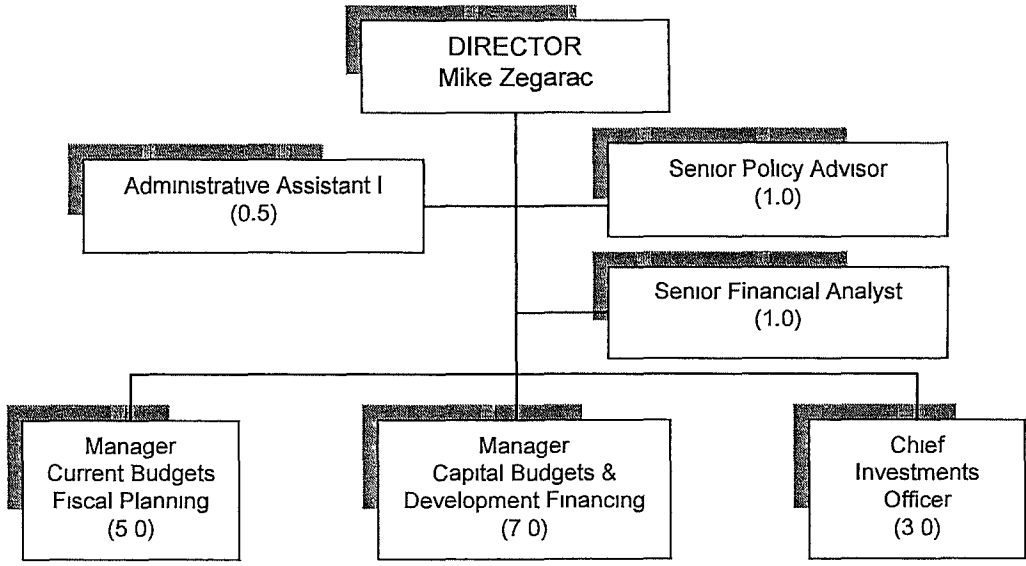 DIRECTOR
Mike Zegarac
Administrative Assistant I
(0.5)
Senior Policy Advisor
(1.0)
Senior Financial Analyst
(1.0)
Manager
Current Budgets
Fiscal Planning
(5 0)
Manager
Capital Budgets &
Development Financing
(7 0)
Chief
Investments
Officer
(3 0)